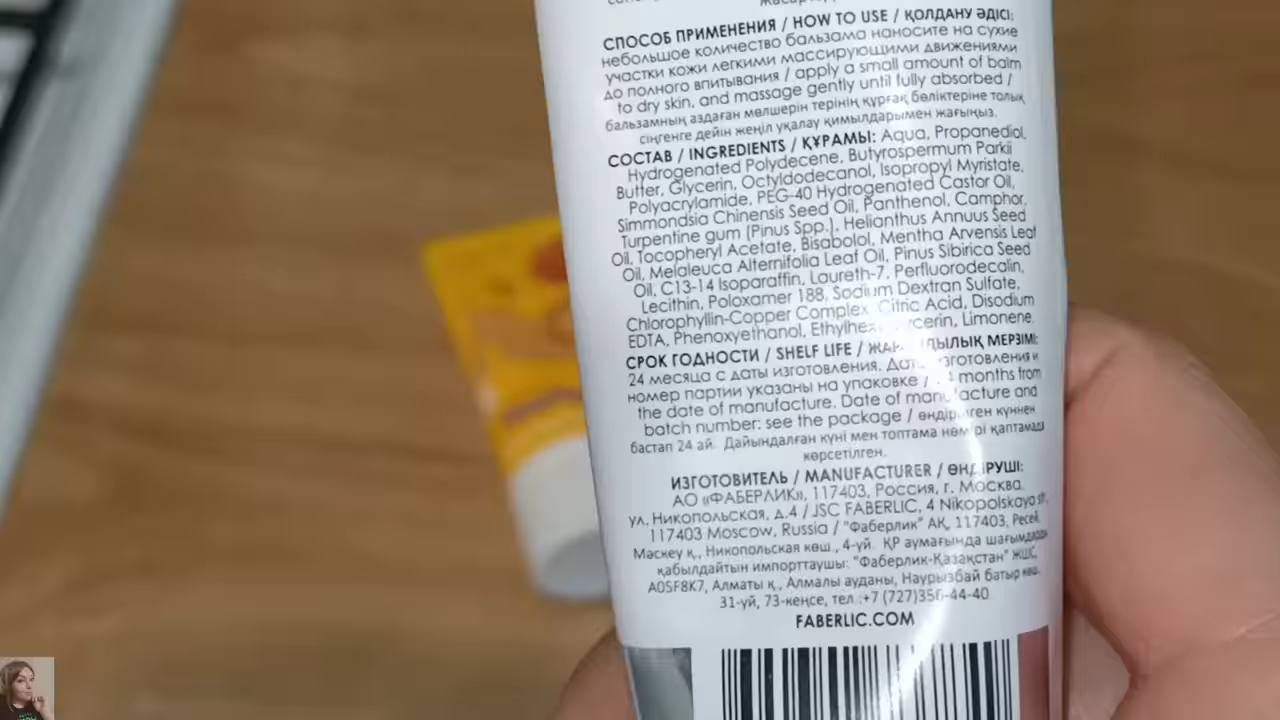 СПОСОБ ПРИМЕНЕНИЯ / HOW TO USE / ҚОЛДАНУ ӘДІСІ:
небольшое количество бальзама наносите на сухие
участки кожи легкими массирующими движениями
до полного впитывания / apply a small amount of balm
to dry skin, and massage gently until fully absorbed /
бальзамның аздаған мөлшерін терінің құрғақ бөліктеріне толық
сіңгенге дейін жеңіл уқалау қимылдарымен жағыңыз.
СОСТАВ / INGREDIENTS / ҚҰРАМЫ: Aqua, Propanediol,
Hydrogenated Polydecene, Butyrospermum Parkii
Butter, Glycerin, Octyldodecanol, Isopropyl Myristate,
Polyacrylamide, PEG-40 Hydrogenated Castor Oil,
Simmondsia Chinensis Seed Oil, Panthenol, Camphor,
Turpentine gum (Pinus Spp.), Helianthus Annuus Seed
Oil, Tocopheryl Acetate, Bisabolol, Mentha Arvensis Leaf
Oil, Melaleuca Alternifolia Leaf Oil, Pinus Sibirica Seed
Oil, C13-14 Isoparaffin, Laureth-7, Perfluorodecalin,
Lecithin, Poloxamer 188, Sodium Dextran Sulfate,
Chlorophyllin-Copper Complex, Citric Acid, Disodium
EDTA, Phenoxyethanol, Limonene.
СРОК ГОДНОСТИ / SHELF LIFE / МЕРЗІМІ:
24 месяца с даты изготовления. Дата изготовления и
номер партии указаны на упаковке / months from
the date of manufacture. Date of manufacture and
batch number: see the package / өндірілген күннен
бастап 24 ай. Дайындалған күні мен топтама нөмірі қаптамада
көрсетілген.
ИЗГОТОВИТЕЛЬ / MANUFACTURER / ӨНДІРУШІ:
АО «ФАБЕРЛИК», 117403, Россия, г. Москва,
ул. Никопольская, д.4 / JSC FABERLIC, 4 Nikopolskaya st.
117403 Moscow, Russia / "Фаберлик" АҚ, 117403, Ресей,
Мәскеу қ., Никопольская көш., 4-үй. ҚР аумағында шағымдарды
қабылдайтын импорттаушы: "Фаберлик-Қазақстан" ЖШС,
A05F8K7, Алматы қ., Алмалы ауданы, Наурызбай батыр көш.
31-үй, 73-кеңсе, тел.:+7 (727)356-44-40
FABERLIC.COM